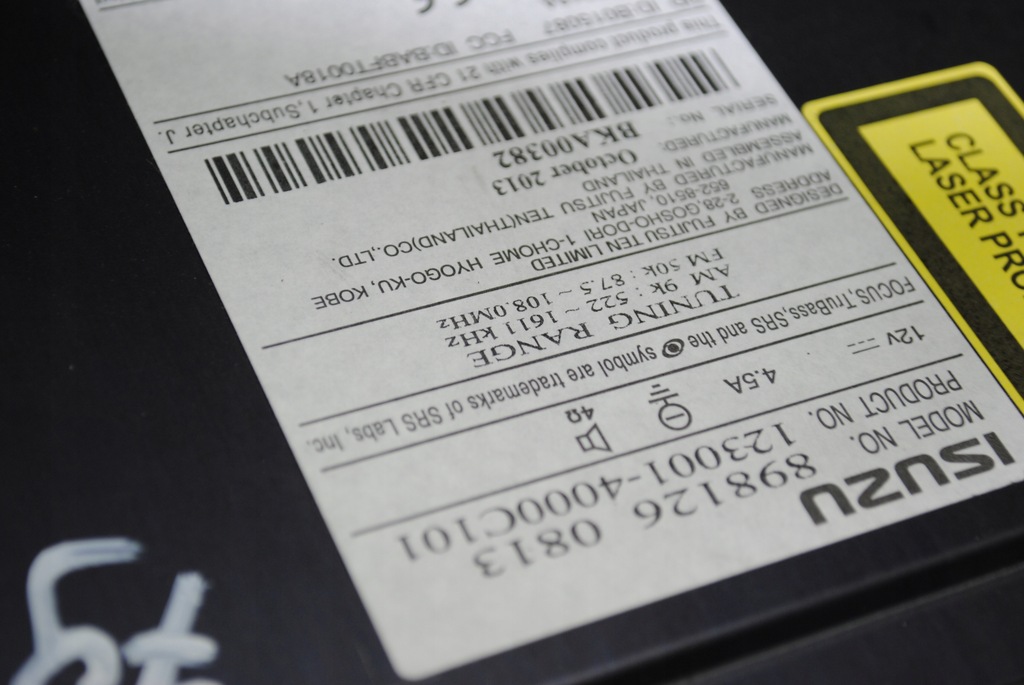 ISUZU
MODEL NO. 898126 0813
PRODUCT NO. 123001-4000C101
12V 4.5A 4Ω
FOCUS,TruBass,SRS and the symbol are trademarks of SRS Labs, Inc.
TUNING RANGE
AM 9k : 522 ~ 1611 kHz
FM 50k : 87.5 ~ 108.0MHz
DESIGNED BY FUJITSU TEN LIMITED
ADDRESS 2-28,GOSHO-DORI 1-CHOME HYOGO-KU, KOBE
652-8510, JAPAN
MANUFACTURED BY FUJITSU TEN(THAILAND)CO.,LTD.
ASSEMBLED IN THAILAND
MANUFACTURED: October 2013
SERIAL No.: BKA00382
This product complies with 21 CFR Chapter 1,Subchapter J.
FCC ID:BABFT0018A
CLASS
LASER PRO